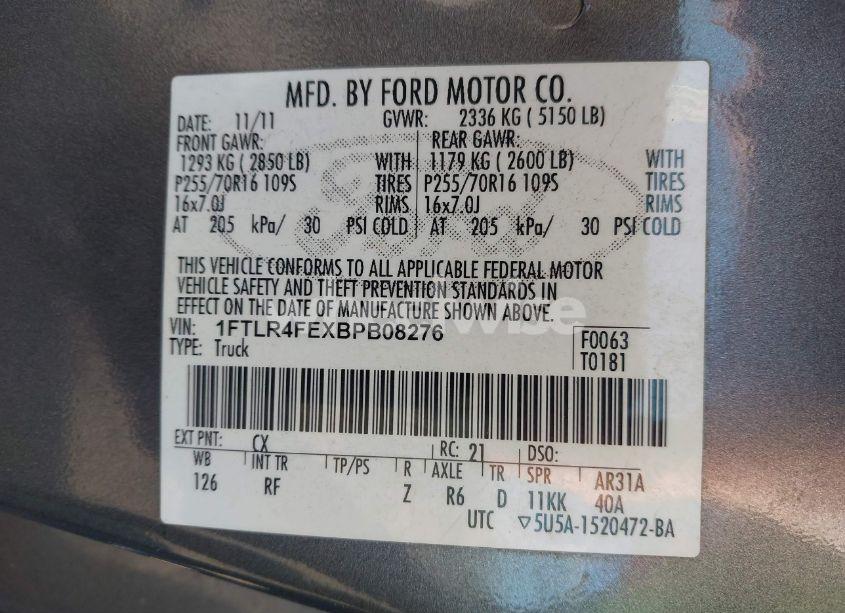 MFD. BY FORD MOTOR CO.
DATE: 11/11 GVWR: 2336 KG ( 5150 LB)
FRONT GAWR: REAR GAWR:
1293 KG ( 2850 LB) WITH 1179 KG ( 2600 LB) WITH
P255/70R16 109S TIRES P255/70R16 109S TIRES
16x7.0J RIMS 16x7.0J RIMS
AT 205 kPa/ 30 PSI COLD AT 205 kPa/ 30 PSI COLD
THIS VEHICLE CONFORMS TO ALL APPLICABLE FEDERAL MOTOR
VEHICLE SAFETY AND THEFT PREVENTION STANDARDS IN
EFFECT ON THE DATE OF MANUFACTURE SHOWN ABOVE.
VIN: 1FTLR4FEXBPB08276 F0063
TYPE: Truck T0181
EXT PNT: CX RC: 21 DSO:
WB INT TR TP/PS R AXLE TR SPR AR31A
126 RF Z R6 D 11KK 40A
UTC ▽5U5A-1520472-BA